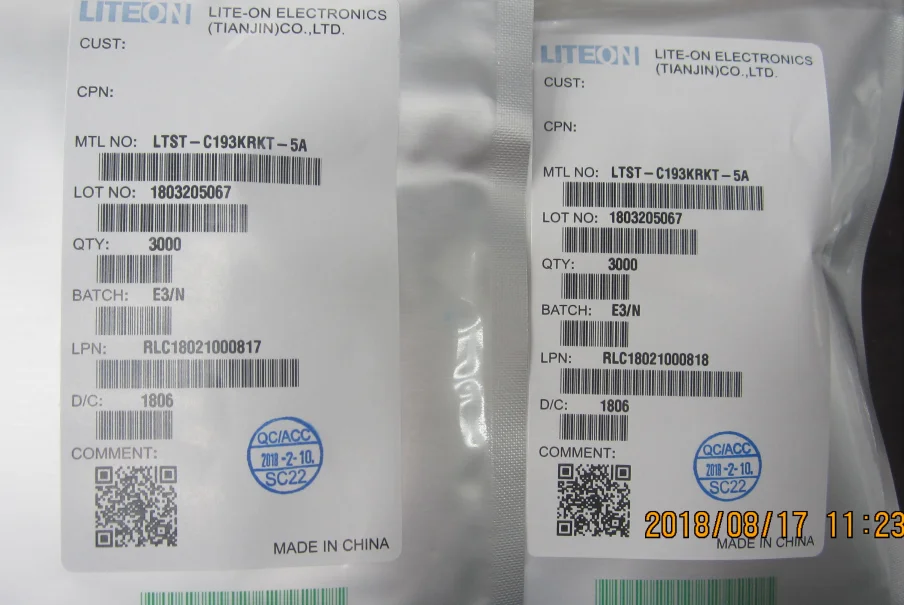 LITEON LITE-ON ELECTRONICS
(TIANJIN)CO.,LTD.
CUST:
CPN:
MTL NO: LTST-C193KRKT-5A
LOT NO: 1803205067
QTY: 3000
BATCH: E3/N
LPN: RLC18021000817
D/C: 1806
COMMENT:
QC/ACC
2018-2-10.
SC22
MADE IN CHINA
LITEON LITE-ON ELECTRONICS
(TIANJIN)CO.,LTD.
CUST:
CPN:
MTL NO: LTST-C193KRKT-5A
LOT NO: 1803205067
QTY: 3000
BATCH: E3/N
LPN: RLC18021000818
D/C: 1806
COMMENT:
QC/ACC
2018-2-10.
SC22
2018/08/17 11:23
MADE IN CHINA